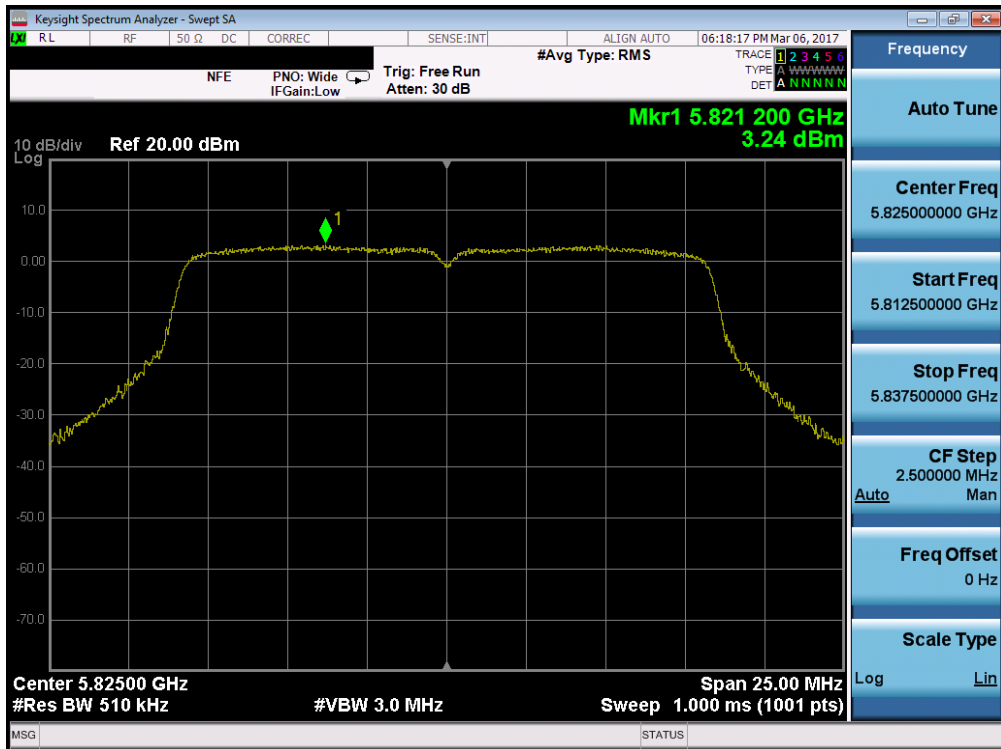 Keysight Spectrum Analyzer - Swept SA
LXI RL RF 50 Ω DC CORREC SENSE:INT ALIGN AUTO 06:18:17 PM Mar 06, 2017
NFE PNO: Wide IFGain:Low
Trig: Free Run
Atten: 30 dB
#Avg Type: RMS
TRACE 1 2 3 4 5 6
TYPE A WWWWW
DET A N N N N N
Mkr1 5.821 200 GHz
3.24 dBm
10 dB/div Ref 20.00 dBm
Log
10.0
1
0.00
-10.0
-20.0
-30.0
-40.0
-50.0
-60.0
-70.0
Center 5.82500 GHz Span 25.00 MHz
#Res BW 510 kHz #VBW 3.0 MHz Sweep 1.000 ms (1001 pts)
MSG STATUS
Frequency
Auto Tune
Center Freq
5.825000000 GHz
Start Freq
5.812500000 GHz
Stop Freq
5.837500000 GHz
CF Step
2.500000 MHz
Auto Man
Freq Offset
0 Hz
Scale Type
Log Lin